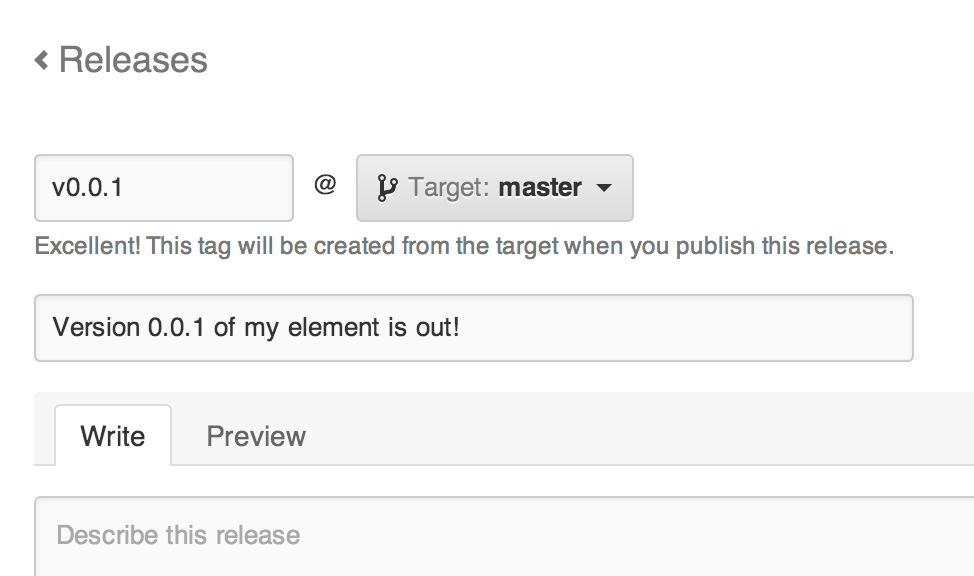 Releases
v0.0.1 @ Target: master
Excellent! This tag will be created from the target when you publish this release.
Version 0.0.1 of my element is out!
Write Preview
Describe this release